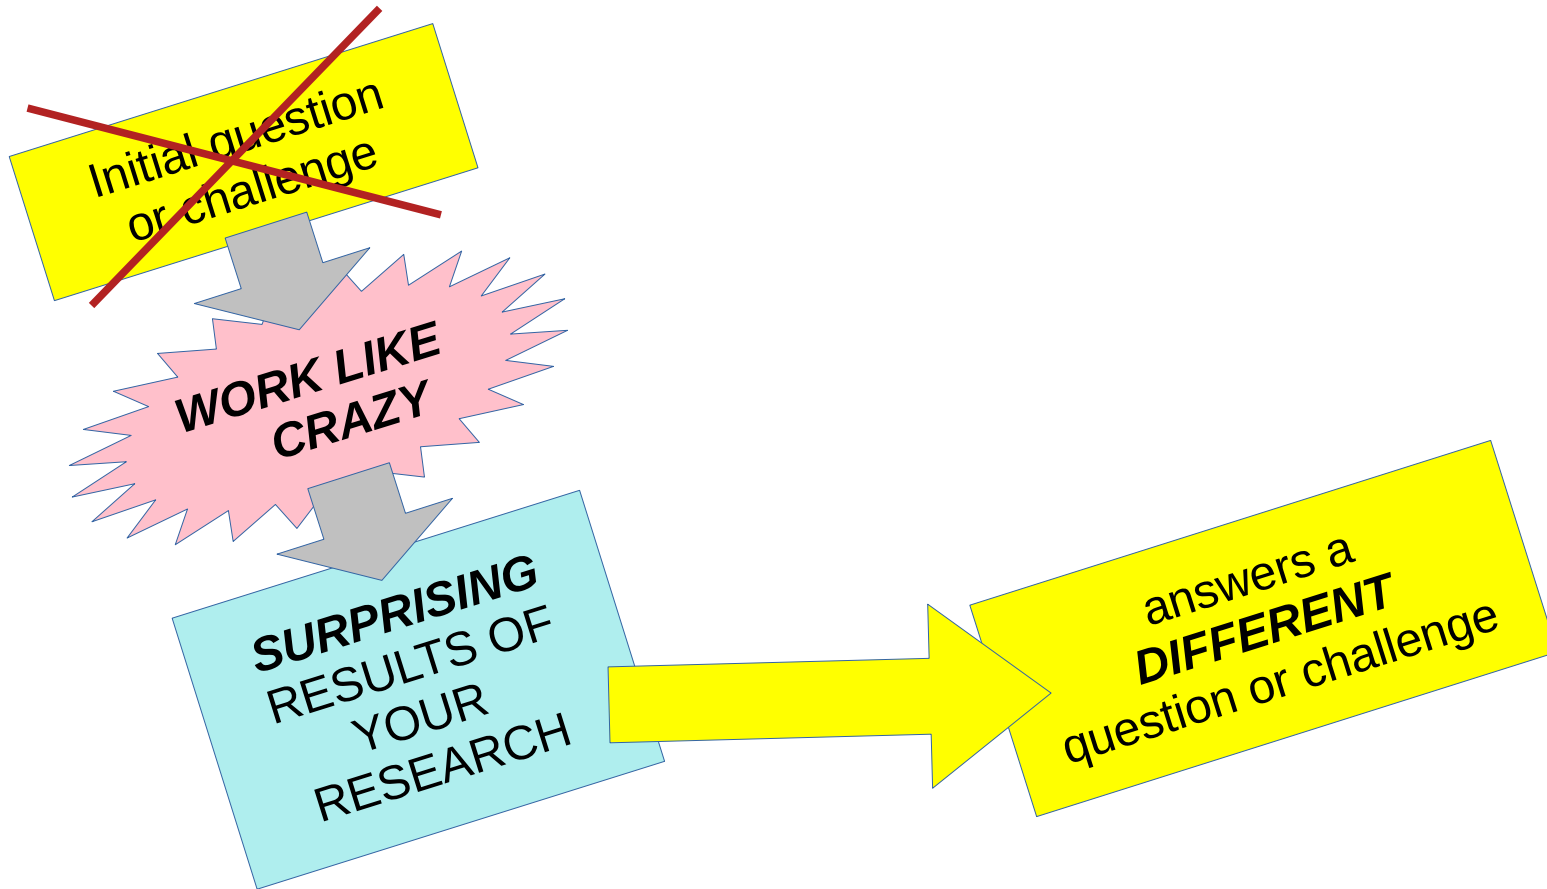 Initial question
or challenge
WORK LIKE
CRAZY
SURPRISING
RESULTS OF
YOUR
RESEARCH
answers a
DIFFERENT
question or challenge